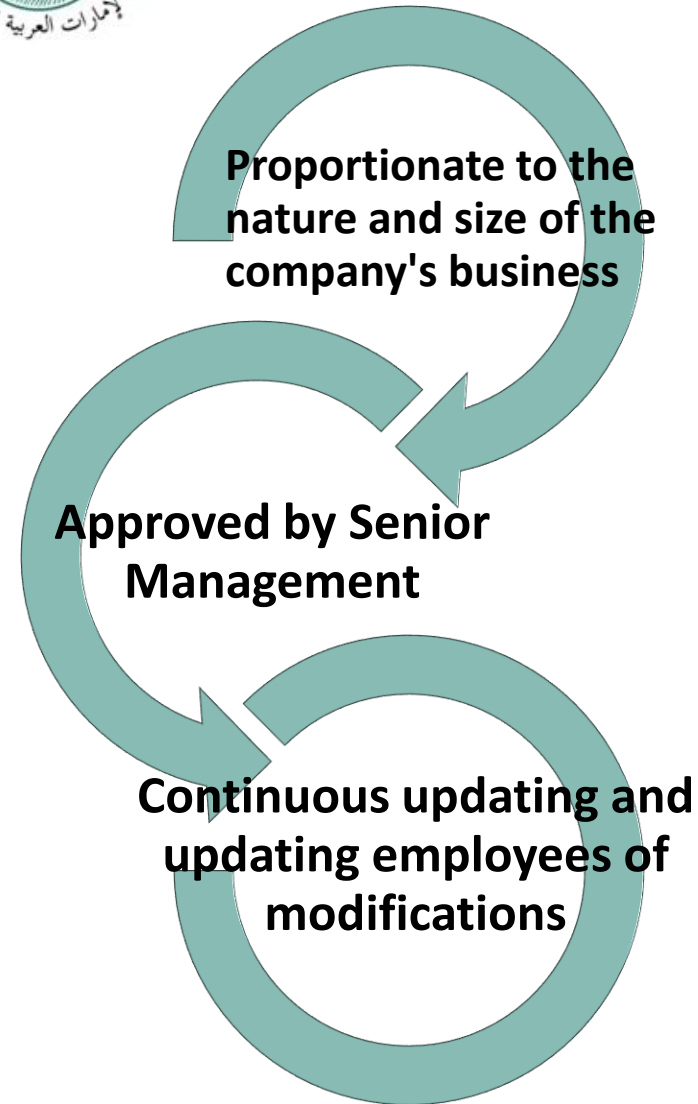 لإمارات العربية
Proportionate to the
nature and size of the
company's business
Approved by Senior
Management
Continuous updating and
updating employees of
modifications